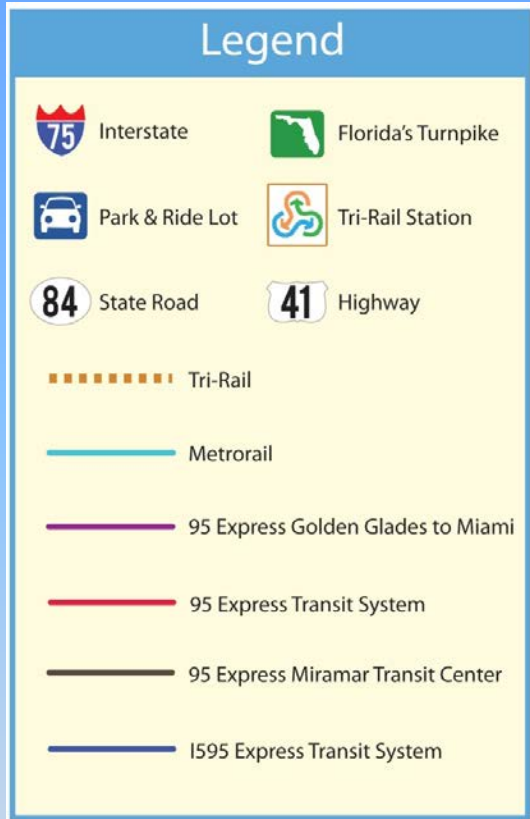 Legend
75 Interstate
Florida's Turnpike
Park & Ride Lot
Tri-Rail Station
84 State Road
41 Highway
Tri-Rail
Metrorail
95 Express Golden Glades to Miami
95 Express Transit System
95 Express Miramar Transit Center
I595 Express Transit System